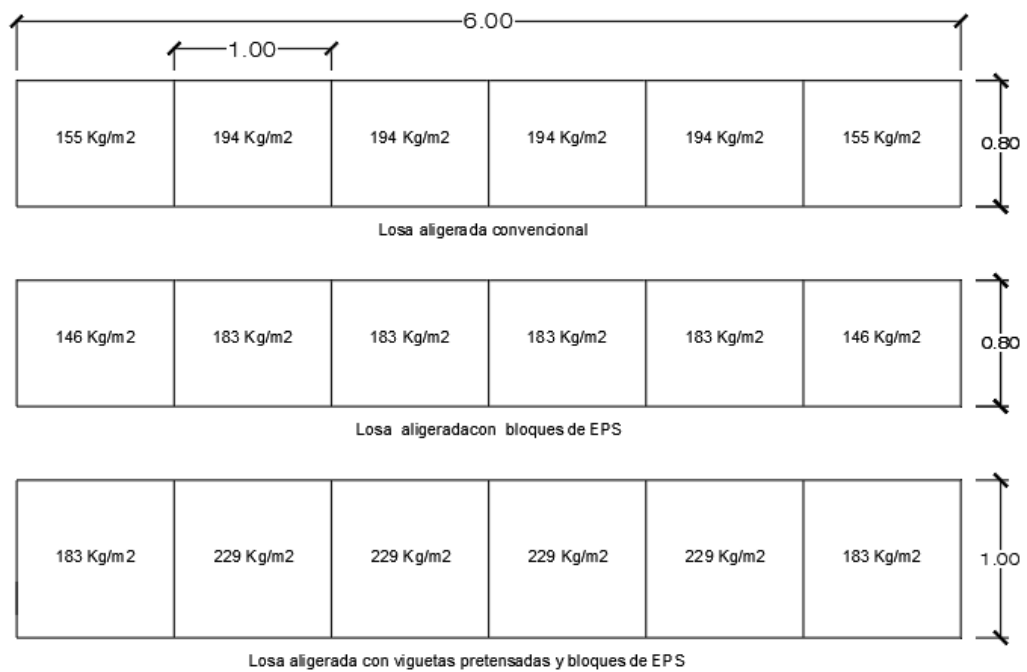 6.00
1.00
155 Kg/m2 194 Kg/m2 194 Kg/m2 194 Kg/m2 194 Kg/m2 155 Kg/m2
0.80
Losa aligerada convencional
146 Kg/m2 183 Kg/m2 183 Kg/m2 183 Kg/m2 183 Kg/m2 146 Kg/m2
0.80
Losa aligeradacon bloques de EPS
183 Kg/m2 229 Kg/m2 229 Kg/m2 229 Kg/m2 229 Kg/m2 183 Kg/m2
1.00
Losa aligerada con viguetas pretensadas y bloques de EPS